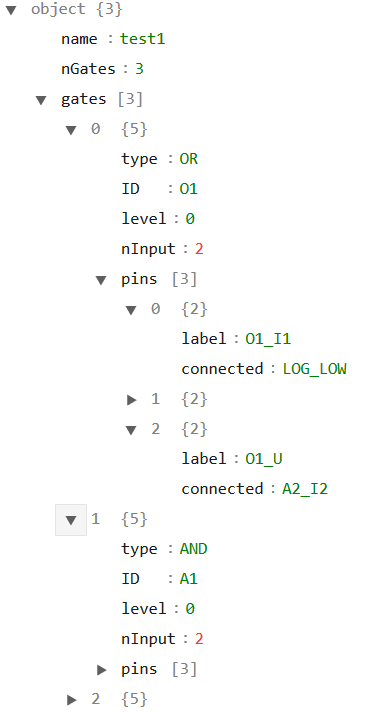 object {3}
name : test1
nGates : 3
gates [3]
0 {5}
type : OR
ID : O1
level : 0
nInput : 2
pins [3]
0 {2}
label : O1_I1
connected : LOG_LOW
1 {2}
2 {2}
label : O1_U
connected : A2_I2
1 {5}
type : AND
ID : A1
level : 0
nInput : 2
pins [3]
2 {5}